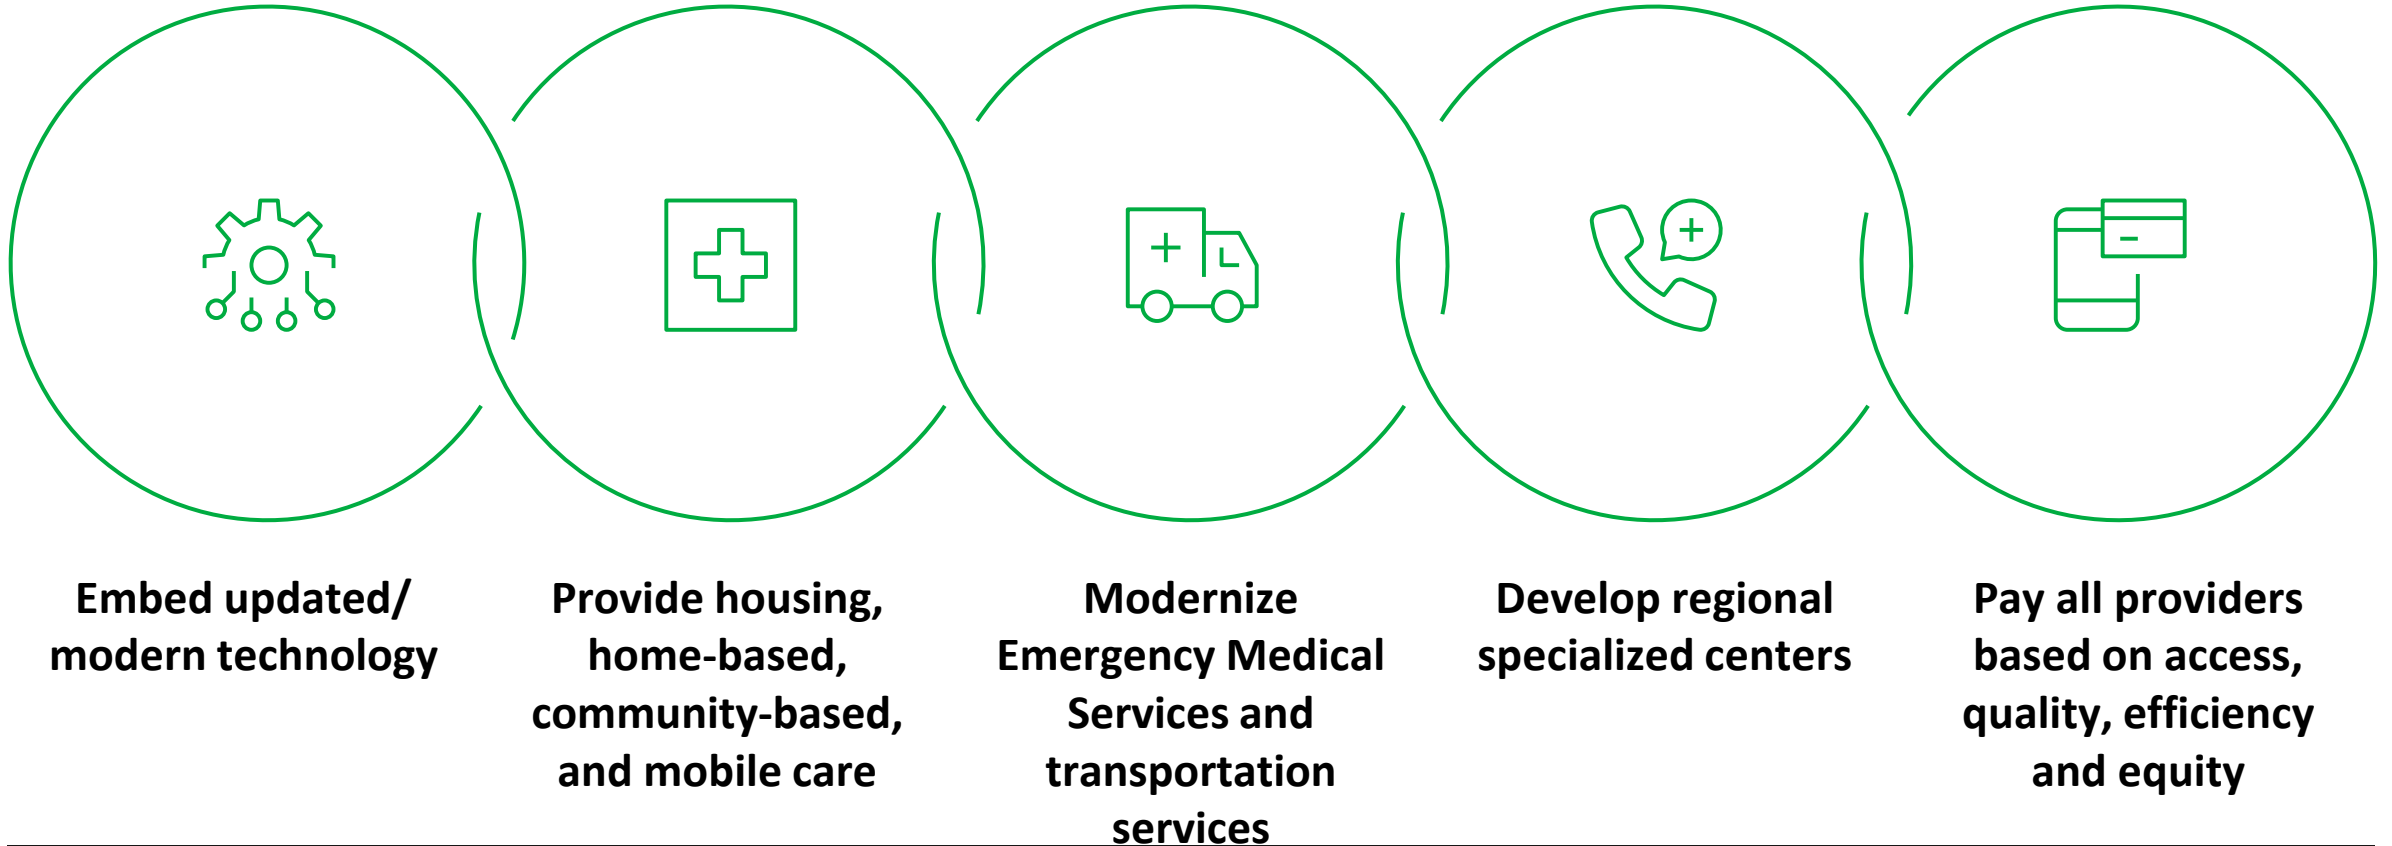 Embed updated/
modern technology
Provide housing,
home-based,
community-based,
and mobile care
Modernize
Emergency Medical
Services and
transportation
services
Develop regional
specialized centers
Pay all providers
based on access,
quality, efficiency
and equity